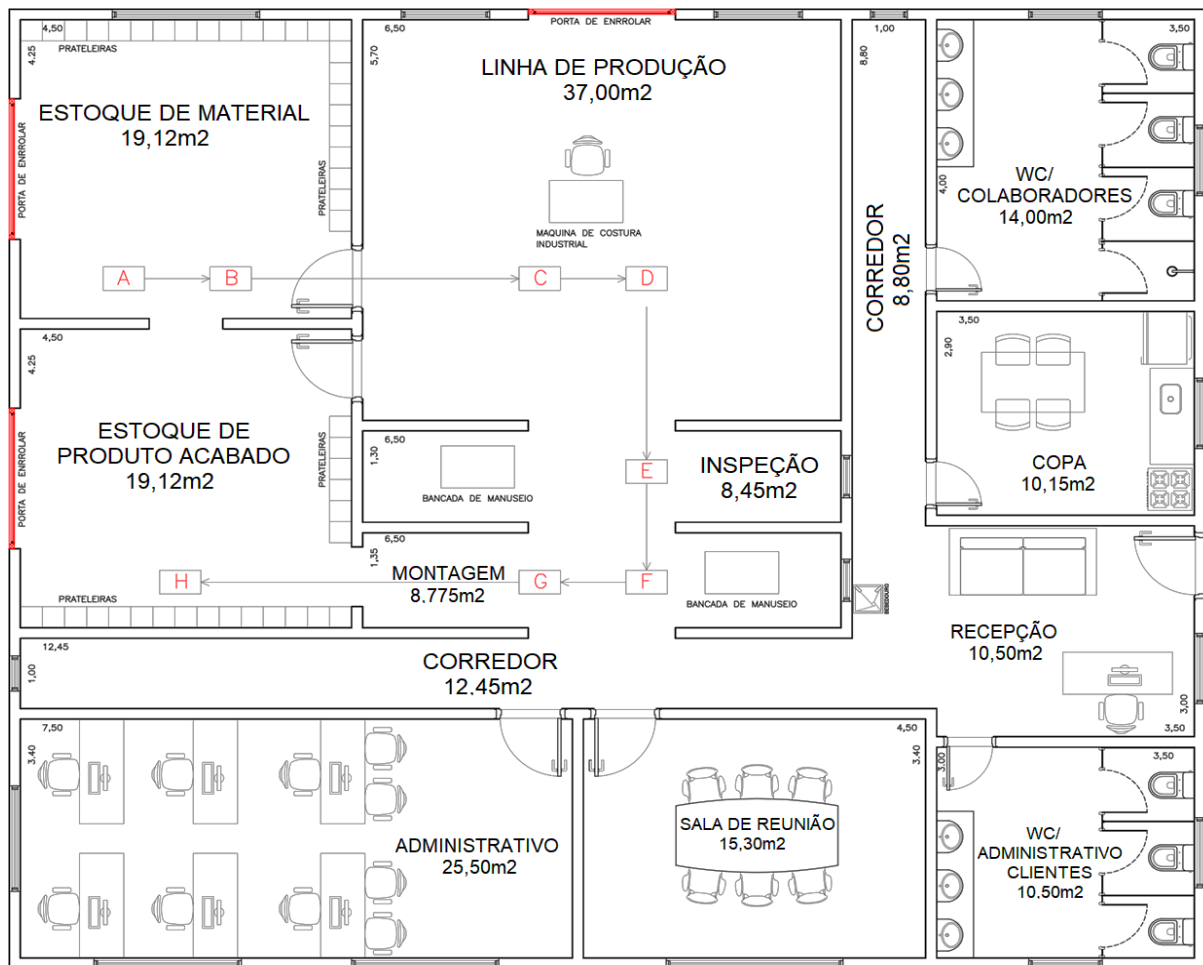 PORTA DE ENRROLAR
4,50
PRATELEIRAS
4.25
ESTOQUE DE MATERIAL
19,12m2
PORTA DE ENRROLAR
PRATELEIRAS
6,50
5,70
LINHA DE PRODUÇÃO
37,00m2
MAQUINA DE COSTURA
INDUSTRIAL
1,00
8,80
CORREDOR
8,80m2
3,50
4,00
WC/
COLABORADORES
14,00m2
A
B
C
D
4,50
4.25
ESTOQUE DE
PRODUTO ACABADO
19,12m2
PORTA DE ENRROLAR
PRATELEIRAS
PRATELEIRAS
H
6,50
1,30
BANCADA DE MANUSEIO
E
INSPEÇÃO
8,45m2
3,50
2,90
COPA
10,15m2
6,50
1,35
MONTAGEM
8,775m2
G
F
BANCADA DE MANUSEIO
BEBEDOURO
RECEPÇÃO
10,50m2
3,00
3,50
12,45
1,00
CORREDOR
12,45m2
7,50
3.40
ADMINISTRATIVO
25,50m2
4,50
3.40
SALA DE REUNIÃO
15,30m2
3.00
3,50
WC/
ADMINISTRATIVO
CLIENTES
10,50m2